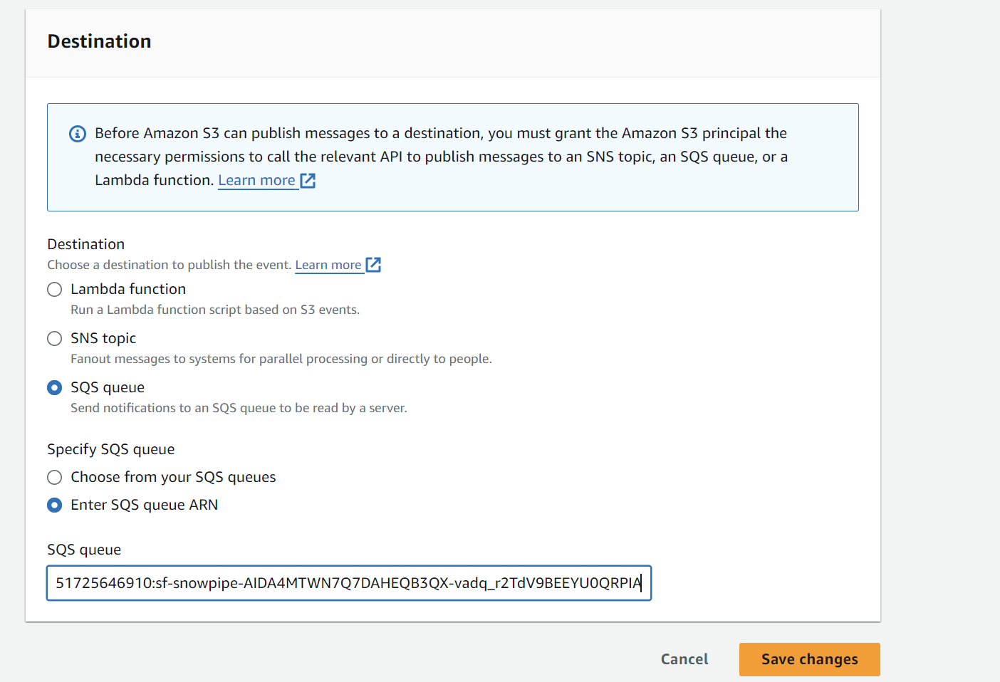 Destination
Before Amazon S3 can publish messages to a destination, you must grant the Amazon S3 principal the
necessary permissions to call the relevant API to publish messages to an SNS topic, an SQS queue, or a
Lambda function. Learn more
Destination
Choose a destination to publish the event. Learn more
Lambda function
Run a Lambda function script based on S3 events.
SNS topic
Fanout messages to systems for parallel processing or directly to people.
SQS queue
Send notifications to an SQS queue to be read by a server.
Specify SQS queue
Choose from your SQS queues
Enter SQS queue ARN
SQS queue
51725646910:sf-snowpipe-AIDA4MTWN7Q7DAHEQB3QX-vadq_r2TdV9BEEYU0QRPIA
Cancel
Save changes